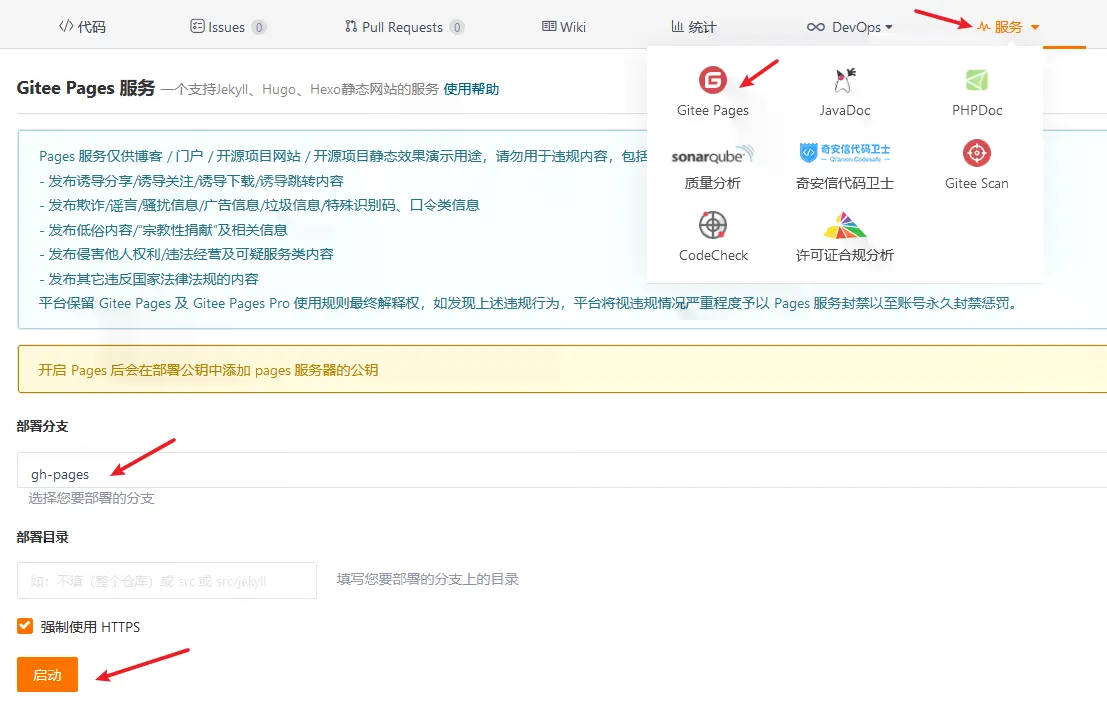 代码
Issues 0
Pull Requests 0
Wiki
统计
DevOps
服务
Gitee Pages
JavaDoc
PHPDoc
sonarqube
质量分析
奇安信代码卫士
Qi'anxin Codesafe
奇安信代码卫士
Gitee Scan
CodeCheck
许可证合规分析
Gitee Pages 服务 —个支持Jekyll、Hugo、Hexo静态网站的服务 使用帮助
Pages 服务仅供博客 / 门户 / 开源项目网站 / 开源项目静态效果演示用途，请勿用于违规内容，包括
- 发布诱导分享/诱导关注/诱导下载/诱导跳转内容
- 发布欺诈/谣言/骚扰信息/广告信息/垃圾信息/特殊识别码、口令类信息
- 发布低俗内容/“宗教性捐献”及相关信息
- 发布侵害他人权利/违法经营及可疑服务类内容
- 发布其它违反国家法律法规的内容
平台保留 Gitee Pages 及 Gitee Pages Pro 使用规则最终解释权，如发现上述违规行为，平台将视违规情况严重程度予以 Pages 服务封禁以至账号永久封禁惩罚。
开启 Pages 后会在部署公钥中添加 pages 服务器的公钥
部署分支
gh-pages
选择您要部署的分支
部署目录
如：不填（整个仓库）或 src 或 src/jekyll
填写您要部署的分支上的目录
强制使用 HTTPS
启动